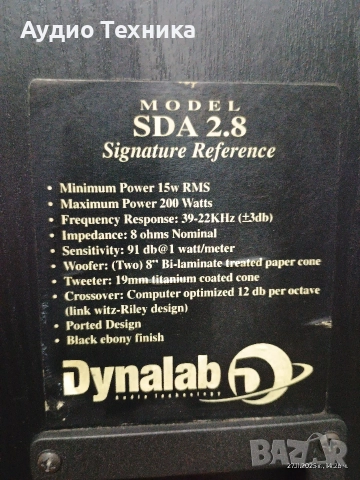 Аудио Техника
MODEL
SDA 2.8
Signature Reference
• Minimum Power 15w RMS
• Maximum Power 200 Watts
• Frequency Response: 39-22KHz (±3db)
• Impedance: 8 ohms Nominal
• Sensitivity: 91 db@1 watt/meter
• Woofer: (Two) 8" Bi-laminate treated paper cone
• Tweeter: 19mm titanium coated cone
• Crossover: Computer optimized 12 db per octave
(link witz-Riley design)
• Ported Design
• Black ebony finish
Dynalab
Audio Technology
BAZAR